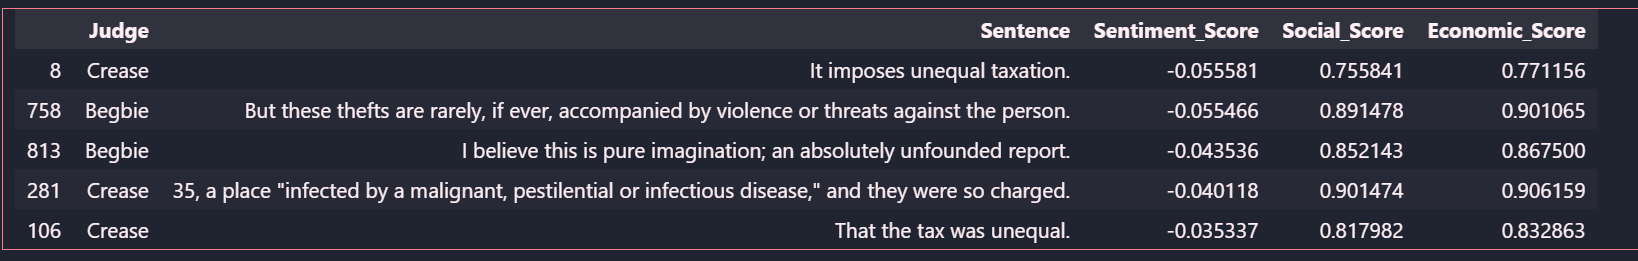 Judge Sentence Sentiment_Score Social_Score Economic_Score
8 Crease It imposes unequal taxation. -0.055581 0.755841 0.771156
758 Begbie But these thefts are rarely, if ever, accompanied by violence or threats against the person. -0.055466 0.891478 0.901065
813 Begbie I believe this is pure imagination; an absolutely unfounded report. -0.043536 0.852143 0.867500
281 Crease 35, a place "infected by a malignant, pestilential or infectious disease," and they were so charged. -0.040118 0.901474 0.906159
106 Crease That the tax was unequal. -0.035337 0.817982 0.832863